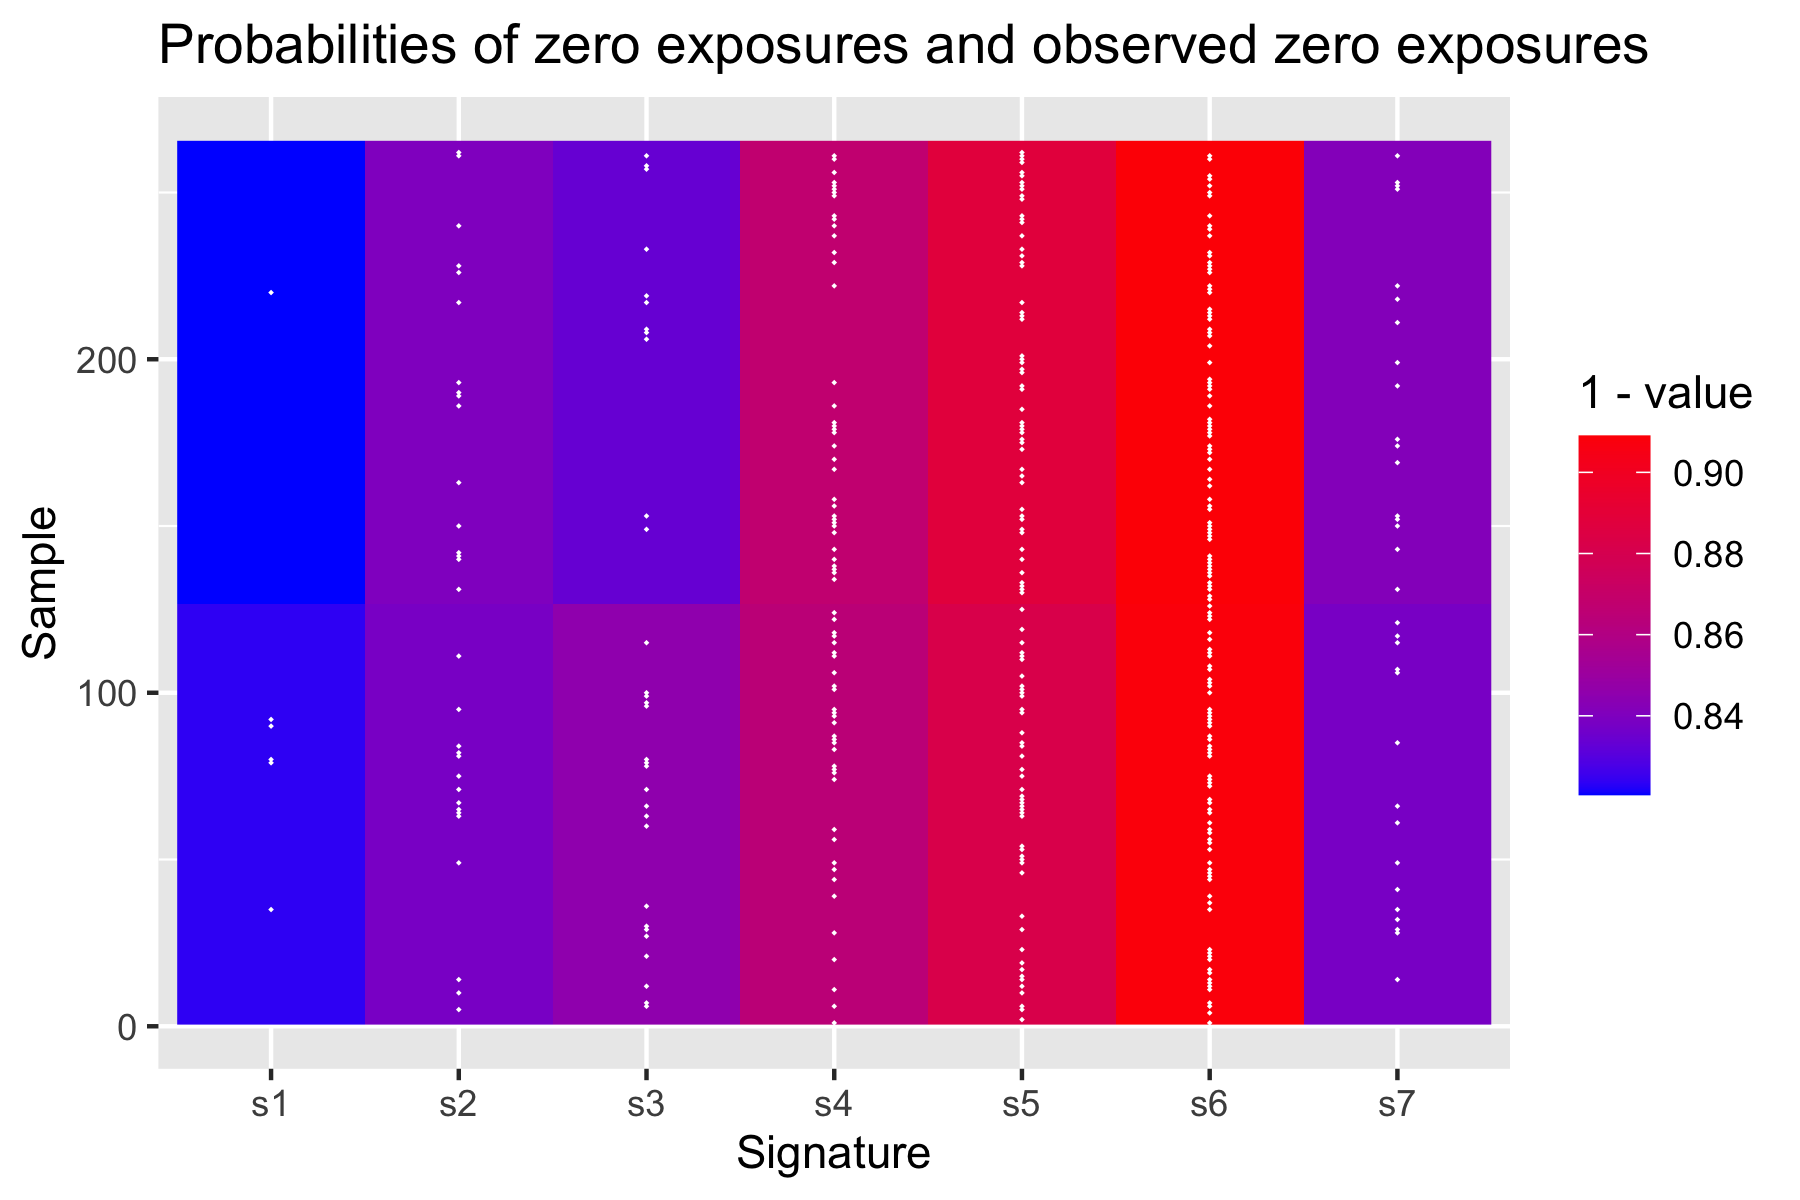 Probabilities of zero exposures and observed zero exposures
Sample
200
100
0
s1 s2 s3 s4 s5 s6 s7
Signature
1 - value
0.90
0.88
0.86
0.84